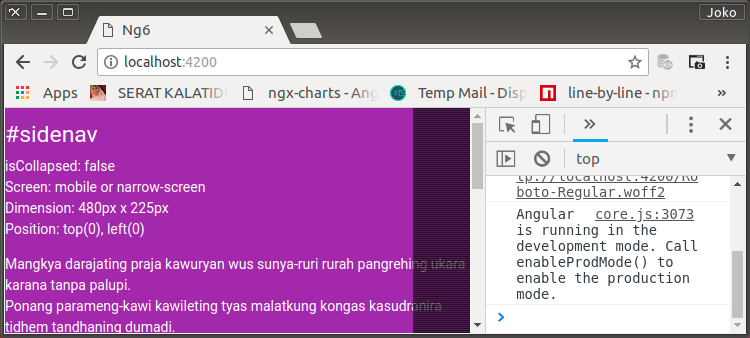 Joko
Ng6
localhost:4200
Apps SERAT KALATID ngx-charts - Ang Temp Mail - Disp line-by-line - npm
#sidenav
isCollapsed: false
Screen: mobile or narrow-screen
Dimension: 480px x 225px
Position: top(0), left(0)
Mangkya darajating praja kawuryan wus sunya-ruri rurah pangrehing ukara
karana tanpa palupi.
Ponang parameng-kawi kawileting tyas malatkung kongas kasudranira
tidhem tandhaning dumadi.
top
tp://localhost:4200/Ro
boto-Regular.woff2
Angular core.js:3073
is running in the
development mode. Call
enableProdMode() to
enable the production
mode.